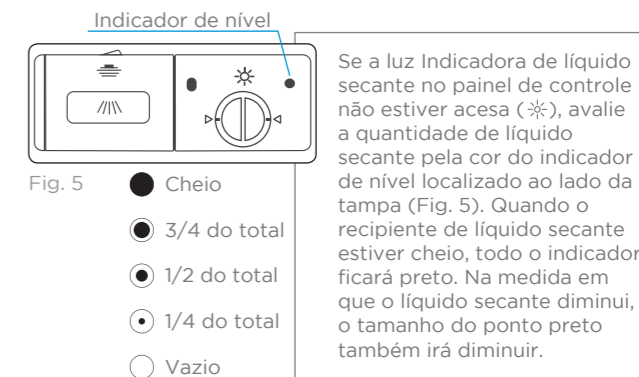 Indicador de nível
Fig. 5
Cheio
3/4 do total
1/2 do total
1/4 do total
Vazio
Se a luz Indicadora de líquido
secante no painel de controle
não estiver acesa (☼), avalie
a quantidade de líquido
secante pela cor do indicador
de nível localizado ao lado da
tampa (Fig. 5). Quando o
recipiente de líquido secante
estiver cheio, todo o indicador
ficará preto. Na medida em
que o líquido secante diminui,
o tamanho do ponto preto
também irá diminuir.